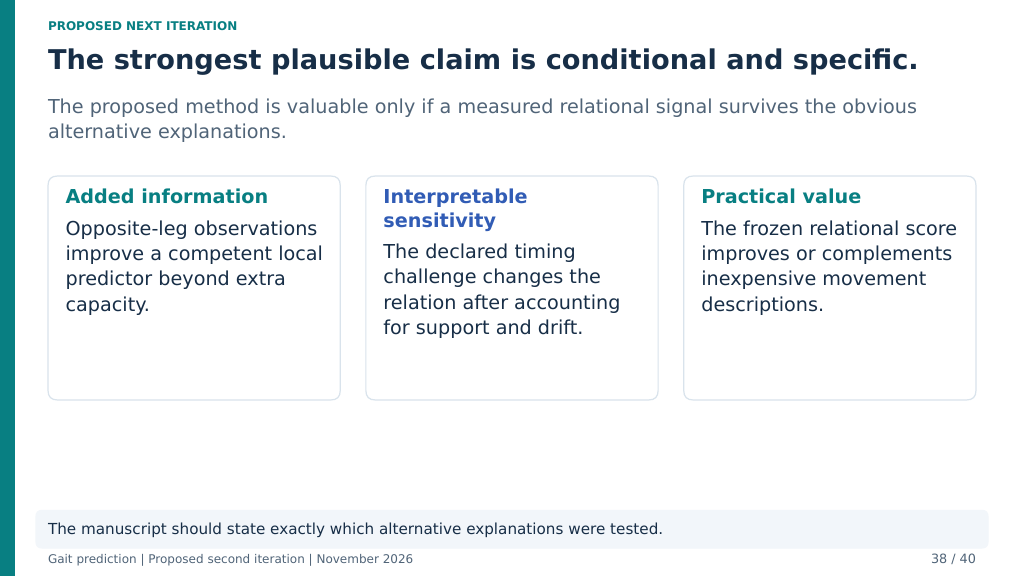 PROPOSED NEXT ITERATION
The strongest plausible claim is conditional and specific.
The proposed method is valuable only if a measured relational signal survives the obvious
alternative explanations.
Added information
Opposite-leg observations
improve a competent local
predictor beyond extra
capacity.
Interpretable
sensitivity
The declared timing
challenge changes the
relation after accounting
for support and drift.
Practical value
The frozen relational score
improves or complements
inexpensive movement
descriptions.
The manuscript should state exactly which alternative explanations were tested.
Gait prediction | Proposed second iteration | November 2026
38 / 40